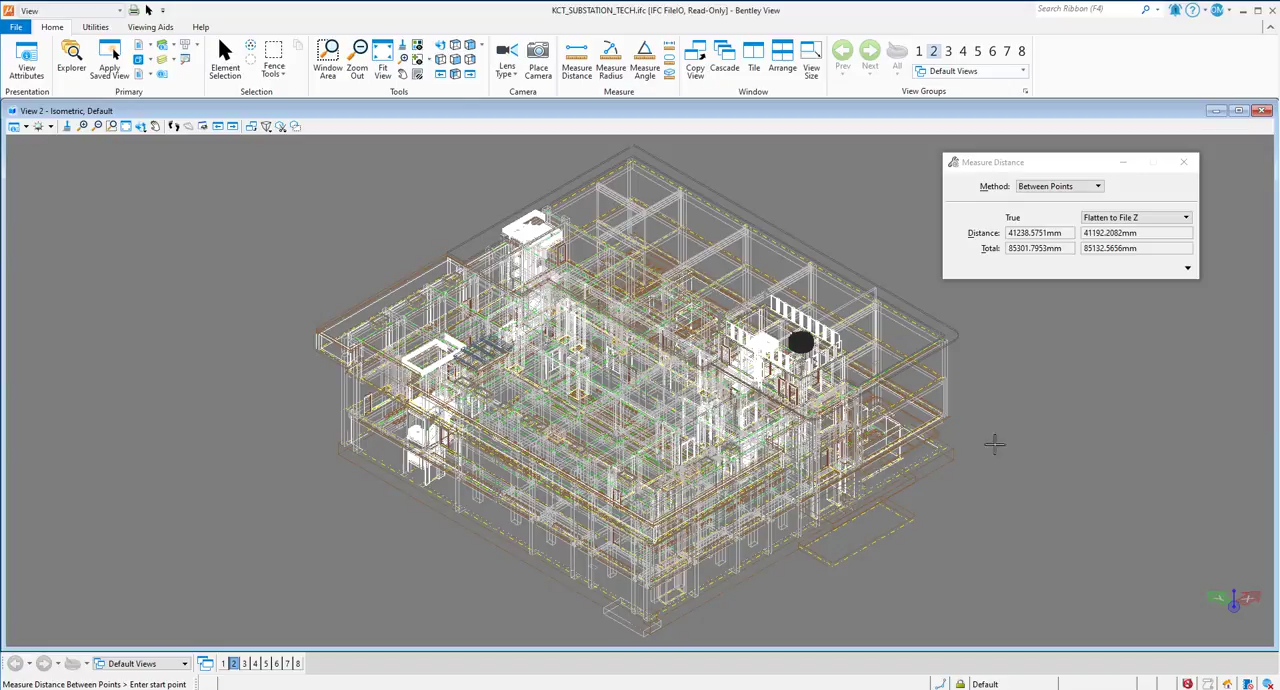 View
KCT_SUBSTATION_TECH.ifc [IFC FileIO, Read-Only] - Bentley View
Search Ribbon (F4)
DM
File
Home
Utilities
Viewing Aids
Help
View Attributes
Explorer
Apply Saved View
Element Selection
Fence Tools
Window Area
Zoom Out
Fit View
Lens Type
Place Camera
Measure Distance
Measure Radius
Measure Angle
Copy View
Cascade
Tile
Arrange
View Size
Prev
Next
All
1 2 3 4 5 6 7 8
Default Views
Presentation
Primary
Selection
Tools
Camera
Measure
Window
View Groups
View 2 - Isometric, Default
Measure Distance
Method: Between Points
True
Flatten to File Z
Distance: 41238.5751mm 41192.2082mm
Total: 85301.7953mm 85132.5656mm
Default Views
1 2 3 4 5 6 7 8
Measure Distance Between Points > Enter start point
Default